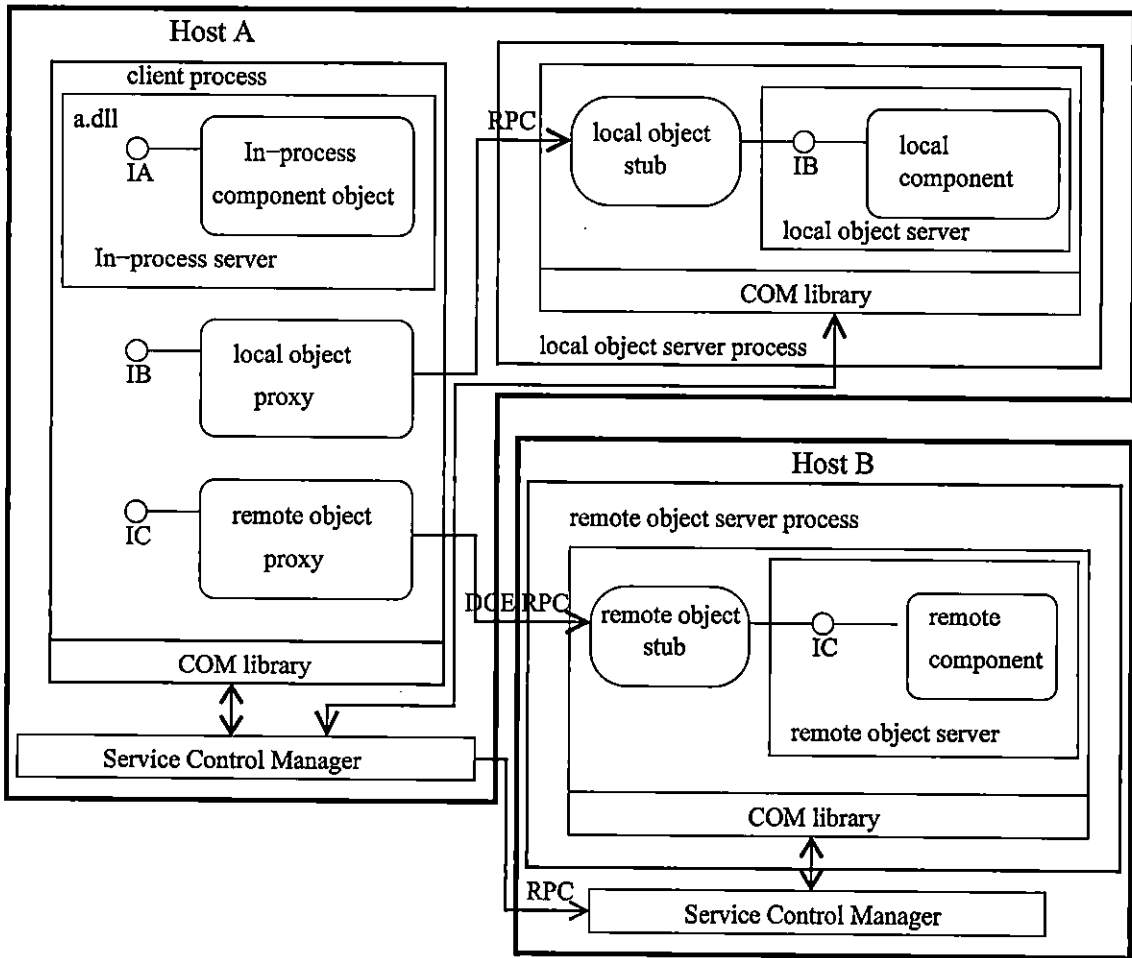 Host A
client process
a.dll
IA
In-process
component object
In-process server
IB
local object
proxy
IC
remote object
proxy
COM library
Service Control Manager
RPC
local object
stub
IB
local
component
local object server
COM library
local object server process
Host B
remote object server process
DCE RPC
remote object
stub
IC
remote
component
remote object server
COM library
RPC
Service Control Manager